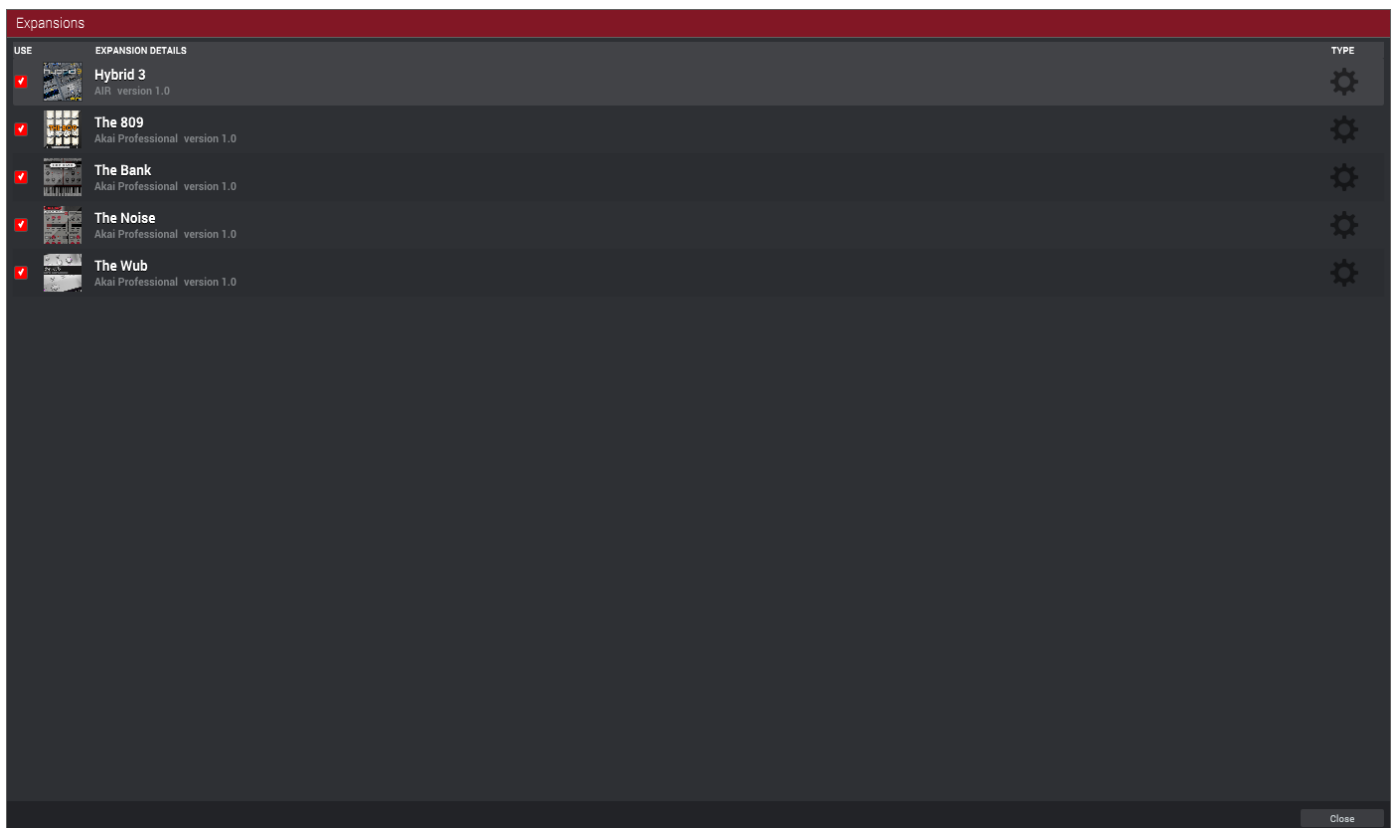 Expansions
USE EXPANSION DETAILS TYPE
Hybrid 3
AIR version 1.0
The 809
Akai Professional version 1.0
The Bank
Akai Professional version 1.0
The Noise
Akai Professional version 1.0
The Wub
Akai Professional version 1.0
Close